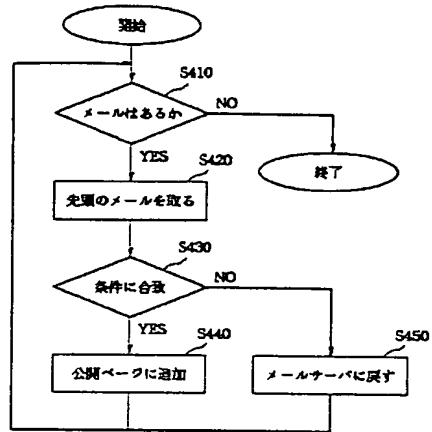 開始
S410
メールはあるか
NO
YES
終了
S420
先頭のメールを取る
S430
条件に合致
NO
YES
S440
公開ページに追加
S450
メールサーバに戻す